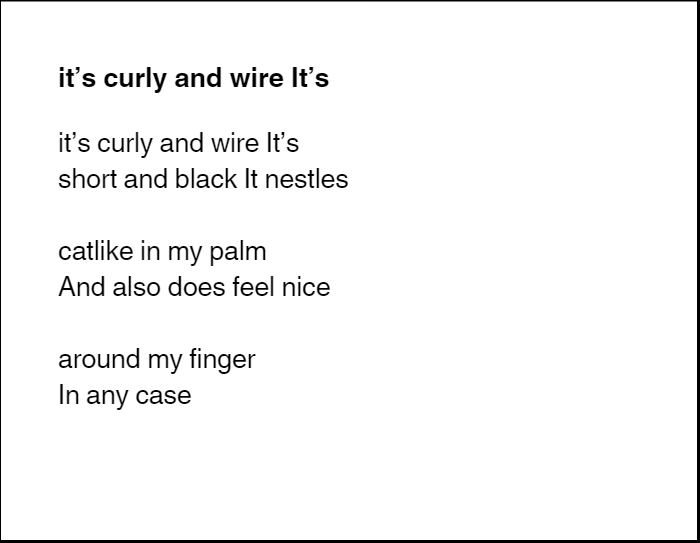 it’s curly and wire It’s
it’s curly and wire It’s
short and black It nestles
catlike in my palm
And also does feel nice
around my finger
In any case